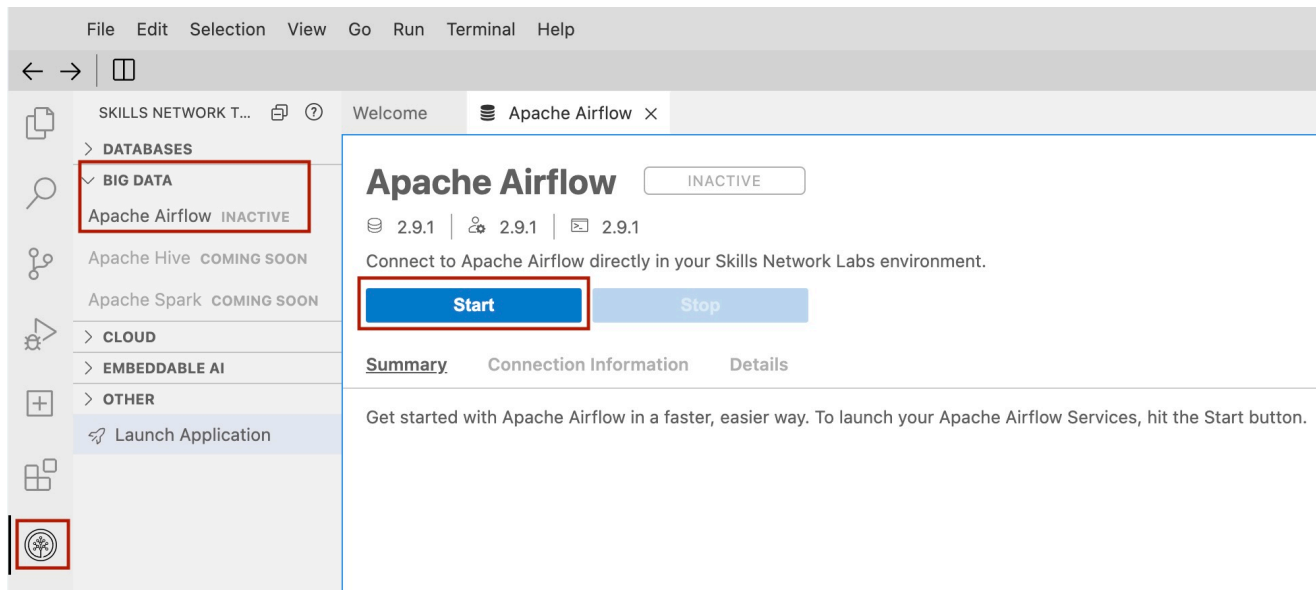 File Edit Selection View Go Run Terminal Help
SKILLS NETWORK T...
DATABASES
BIG DATA
Apache Airflow INACTIVE
Apache Hive COMING SOON
Apache Spark COMING SOON
CLOUD
EMBEDDABLE AI
OTHER
Launch Application
Welcome Apache Airflow
Apache Airflow INACTIVE
2.9.1 2.9.1 2.9.1
Connect to Apache Airflow directly in your Skills Network Labs environment.
Start Stop
Summary Connection Information Details
Get started with Apache Airflow in a faster, easier way. To launch your Apache Airflow Services, hit the Start button.